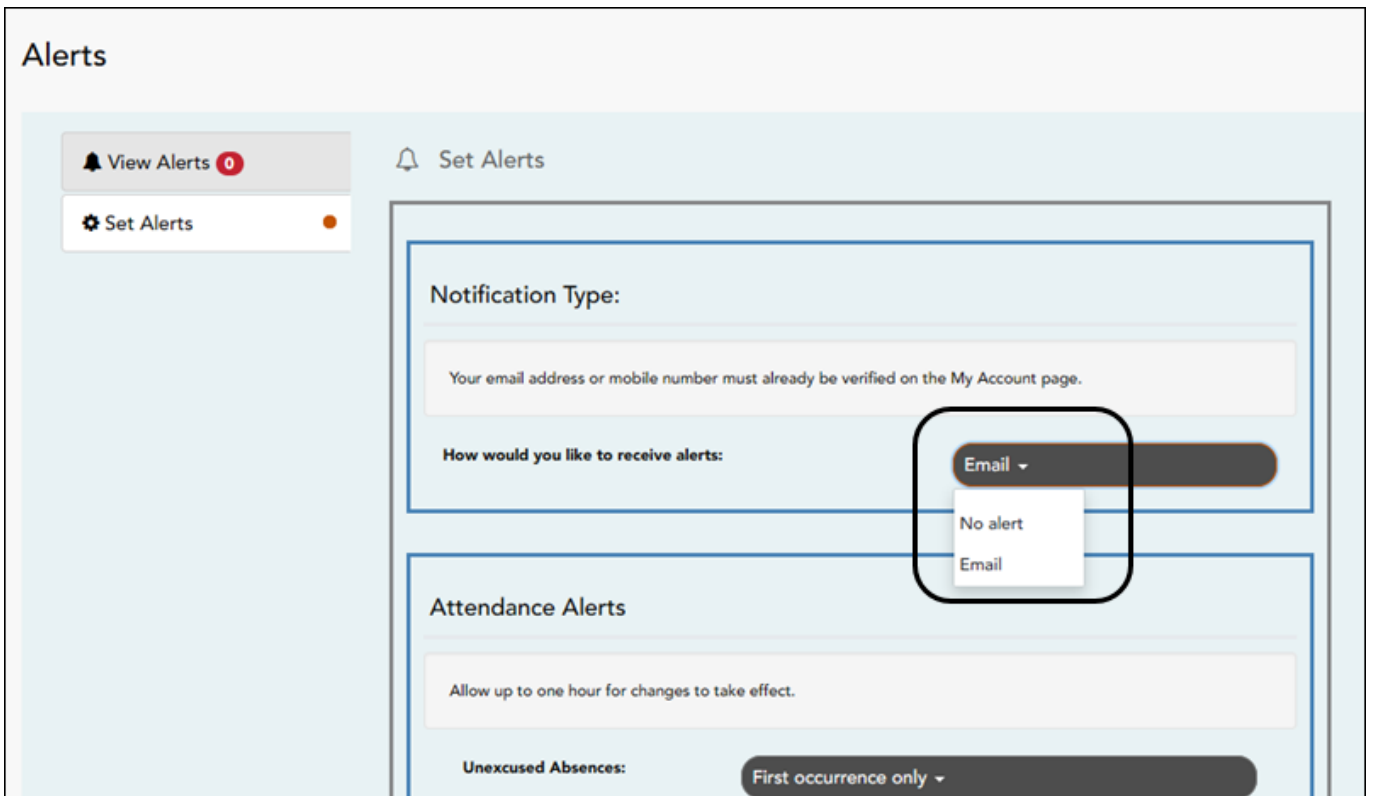 Alerts
View Alerts 0
Set Alerts
Set Alerts
Notification Type:
Your email address or mobile number must already be verified on the My Account page.
How would you like to receive alerts:
Email
No alert
Email
Attendance Alerts
Allow up to one hour for changes to take effect.
Unexcused Absences:
First occurrence only